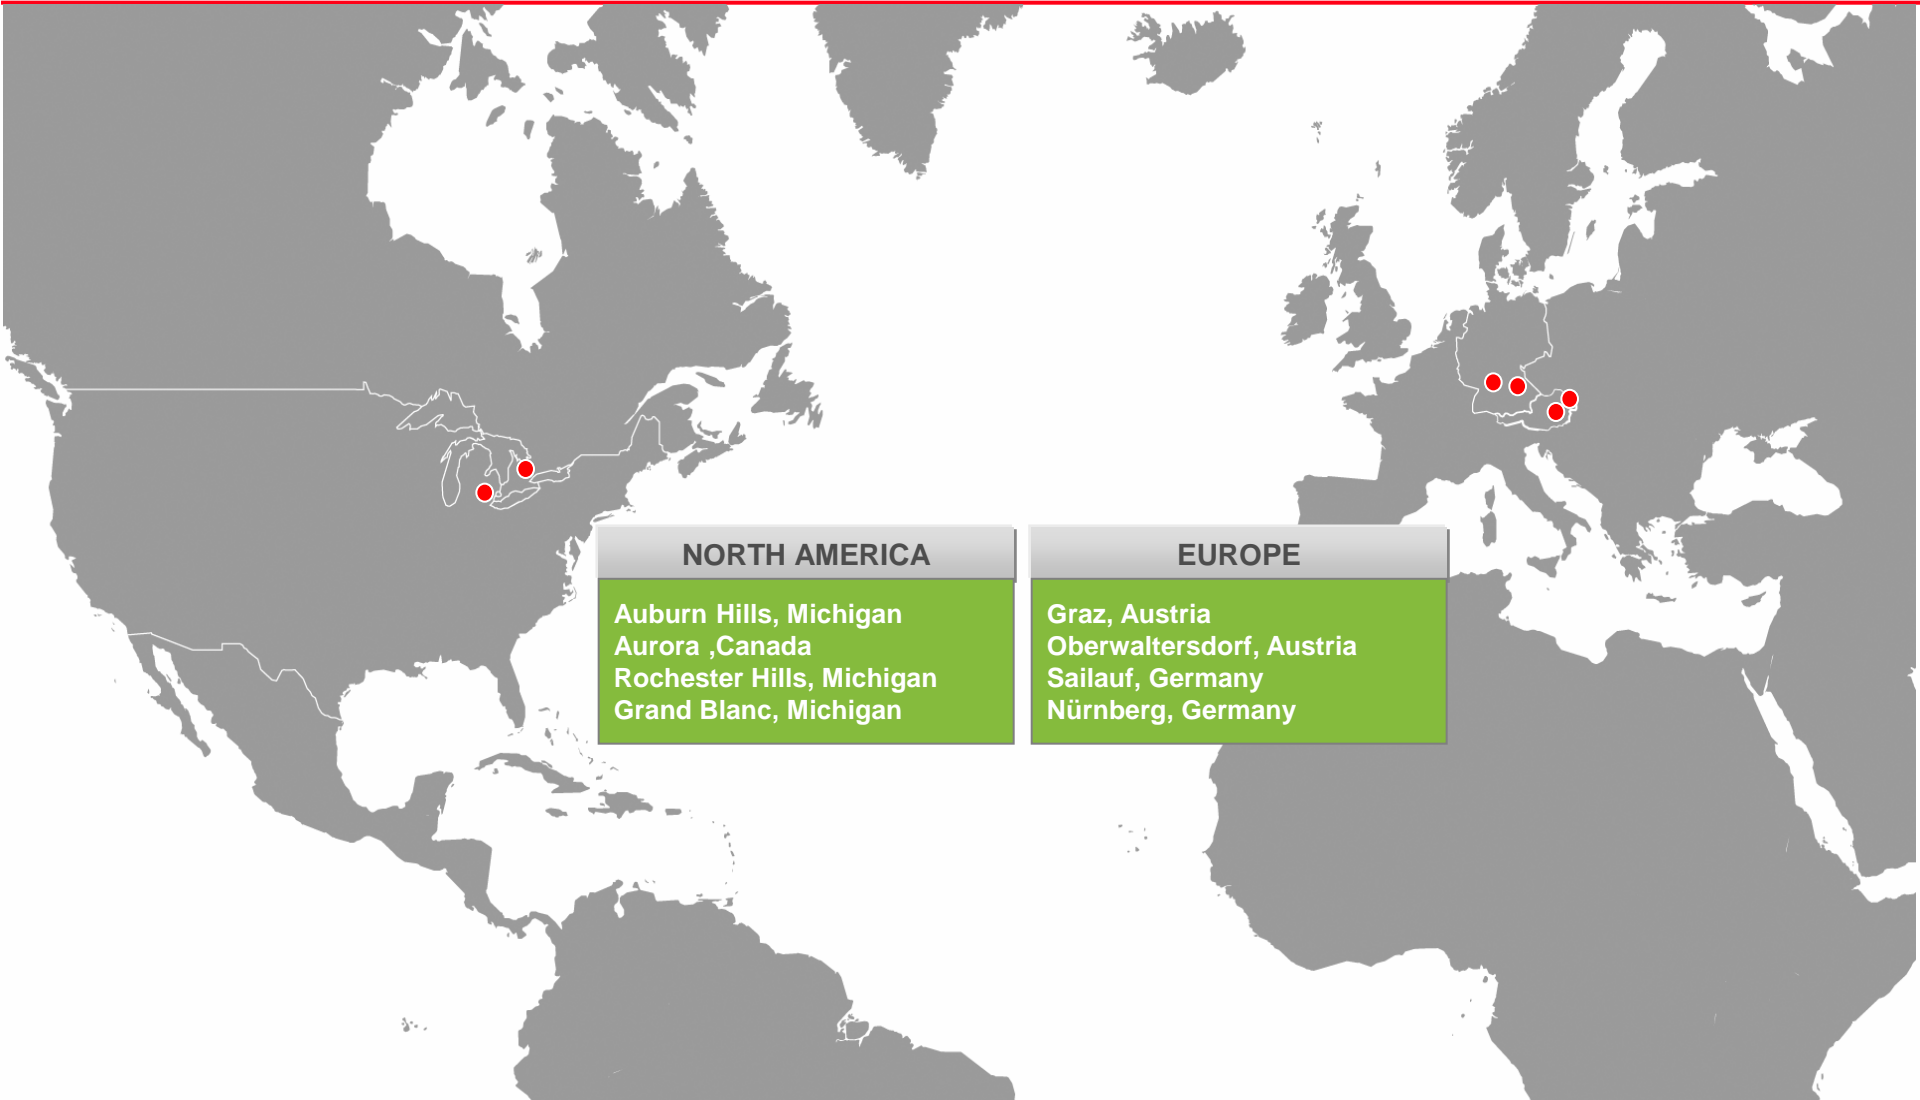 NORTH AMERICA
Auburn Hills, Michigan
Aurora ,Canada
Rochester Hills, Michigan
Grand Blanc, Michigan
EUROPE
Graz, Austria
Oberwaltersdorf, Austria
Sailauf, Germany
Nürnberg, Germany